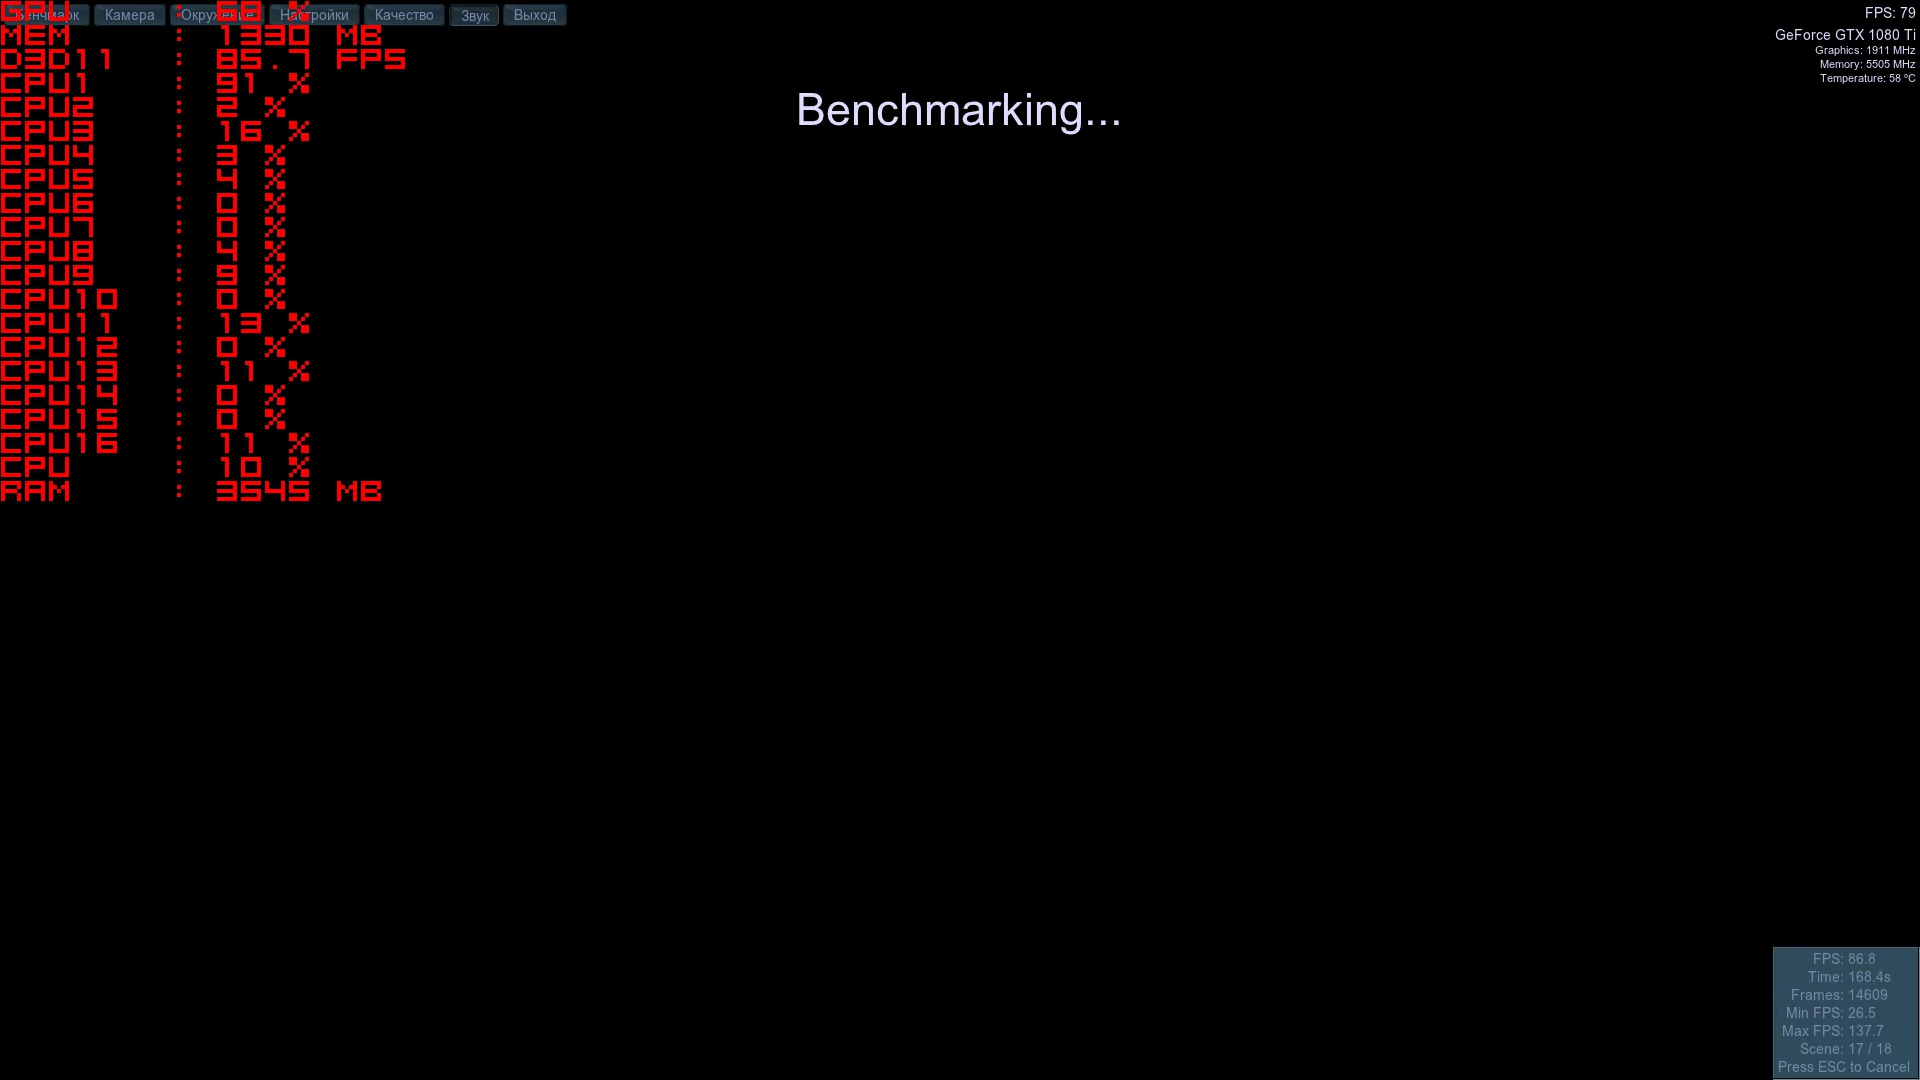 Бенчмарк Камера Окружение Настройки Качество Звук Выход
GPU : 58 %
MEM : 1330 MB
D3D11 : 85.7 FPS
CPU1 : 91 %
CPU2 : 2 %
CPU3 : 16 %
CPU4 : 3 %
CPU5 : 4 %
CPU6 : 0 %
CPU7 : 0 %
CPU8 : 4 %
CPU9 : 9 %
CPU10 : 0 %
CPU11 : 13 %
CPU12 : 0 %
CPU13 : 11 %
CPU14 : 0 %
CPU15 : 0 %
CPU16 : 11 %
CPU : 10 %
RAM : 3545 MB
Benchmarking...
FPS: 79
GeForce GTX 1080 Ti
Graphics: 1911 MHz
Memory: 5505 MHz
Temperature: 58 °C
FPS: 86.8
Time: 168.4s
Frames: 14609
Min FPS: 26.5
Max FPS: 137.7
Scene: 17 / 18
Press ESC to Cancel